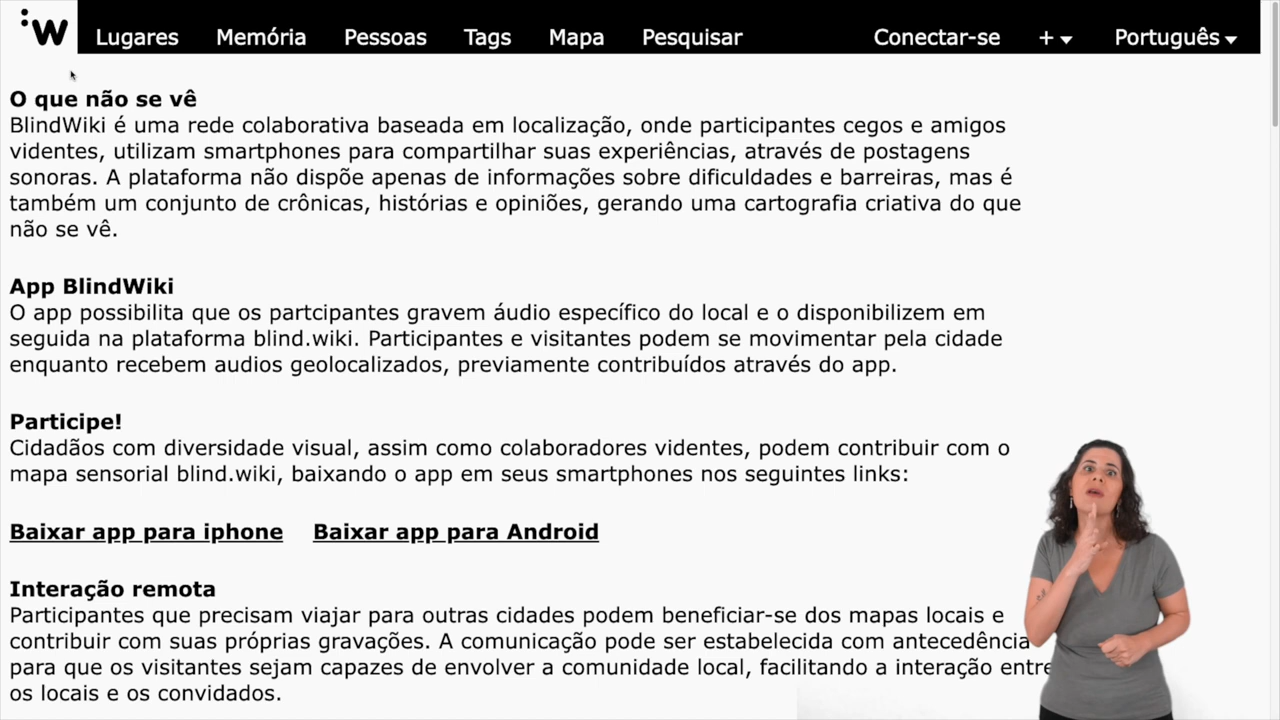 :w Lugares Memória Pessoas Tags Mapa Pesquisar Conectar-se + Português
O que não se vê
BlindWiki é uma rede colaborativa baseada em localização, onde participantes cegos e amigos
videntes, utilizam smartphones para compartilhar suas experiências, através de postagens
sonoras. A plataforma não dispõe apenas de informações sobre dificuldades e barreiras, mas é
também um conjunto de crônicas, histórias e opiniões, gerando uma cartografia criativa do que
não se vê.
App BlindWiki
O app possibilita que os partcipantes gravem áudio específico do local e o disponibilizem em
seguida na plataforma blind.wiki. Participantes e visitantes podem se movimentar pela cidade
enquanto recebem audios geolocalizados, previamente contribuídos através do app.
Participe!
Cidadãos com diversidade visual, assim como colaboradores videntes, podem contribuir com o
mapa sensorial blind.wiki, baixando o app em seus smartphones nos seguintes links:
Baixar app para iphone Baixar app para Android
Interação remota
Participantes que precisam viajar para outras cidades podem beneficiar-se dos mapas locais e
contribuir com suas próprias gravações. A comunicação pode ser estabelecida com antecedência
para que os visitantes sejam capazes de envolver a comunidade local, facilitando a interação entre
os locais e os convidados.